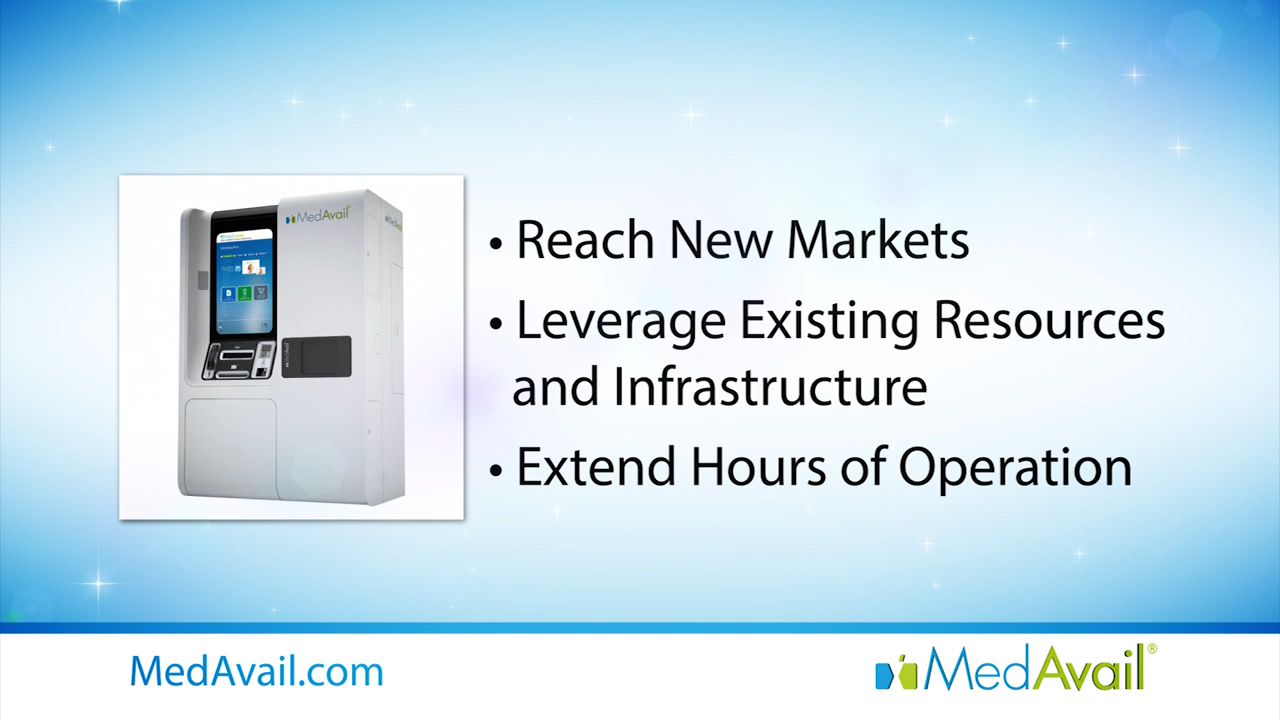 MedAvail
• Reach New Markets
• Leverage Existing Resources
and Infrastructure
• Extend Hours of Operation
MedAvail.com
MedAvail®